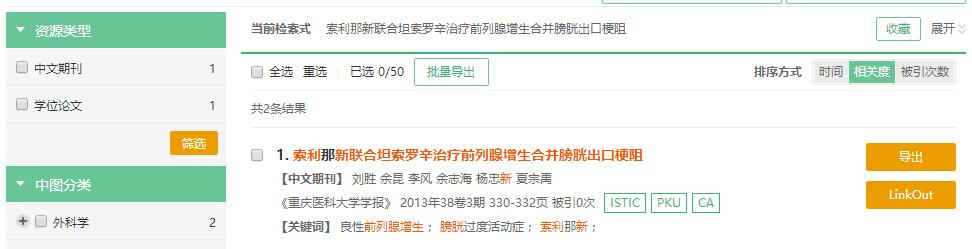 资源类型
中文期刊 1
学位论文 1
筛选
中图分类
外科学 2
当前检索式 索利那新联合坦索罗辛治疗前列腺增生合并膀胱出口梗阻 收藏 展开
全选 重选 已选 0/50 批量导出 排序方式 时间 相关度 被引次数
共2条结果
1. 索利那新联合坦索罗辛治疗前列腺增生合并膀胱出口梗阻 导出
【中文期刊】 刘胜 余昆 李风 余志海 杨忠新 夏宗禹
《重庆医科大学学报》 2013年38卷3期 330-332页 被引0次 ISTIC PKU CA LinkOut
【关键词】 良性前列腺增生； 膀胱过度活动症； 索利那新；